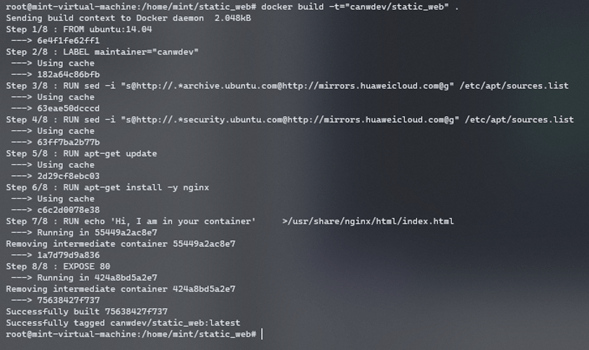 root@mint-virtual-machine:/home/mint/static_web# docker build -t="canwdev/static_web" .
Sending build context to Docker daemon  2.048kB
Step 1/8 : FROM ubuntu:14.04
 ---> 6e4f1fe62ff1
Step 2/8 : LABEL maintainer="canwdev"
 ---> Using cache
 ---> 182a64c86bfb
Step 3/8 : RUN sed -i "s@http://.*archive.ubuntu.com@http://mirrors.huaweicloud.com@g" /etc/apt/sources.list
 ---> Using cache
 ---> 63eae50dcccd
Step 4/8 : RUN sed -i "s@http://.*security.ubuntu.com@http://mirrors.huaweicloud.com@g" /etc/apt/sources.list
 ---> Using cache
 ---> 63ff7ba2b77b
Step 5/8 : RUN apt-get update
 ---> Using cache
 ---> 2d29cf8ebc03
Step 6/8 : RUN apt-get install -y nginx
 ---> Using cache
 ---> c6c2d0078e38
Step 7/8 : RUN echo 'Hi, I am in your container'     >/usr/share/nginx/html/index.html
 ---> Running in 55449a2ac8e7
Removing intermediate container 55449a2ac8e7
 ---> 1a7d79d9a836
Step 8/8 : EXPOSE 80
 ---> Running in 424a8bd5a2e7
Removing intermediate container 424a8bd5a2e7
 ---> 75638427f737
Successfully built 75638427f737
Successfully tagged canwdev/static_web:latest
root@mint-virtual-machine:/home/mint/static_web#